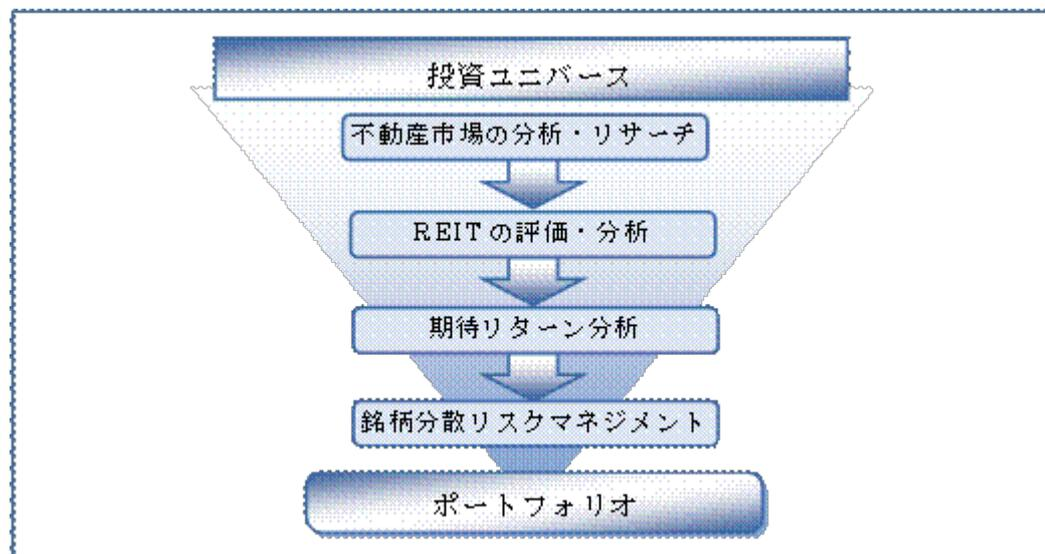 投資ユニバース
不動産市場の分析・リサーチ
REITの評価・分析
期待リターン分析
銘柄分散リスクマネジメント
ポートフォリオ